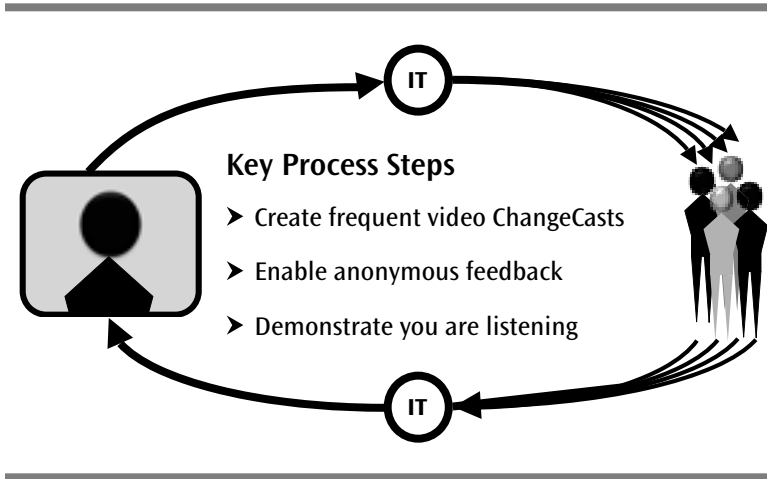 IT
Key Process Steps
➤ Create frequent video ChangeCasts
➤ Enable anonymous feedback
➤ Demonstrate you are listening
IT